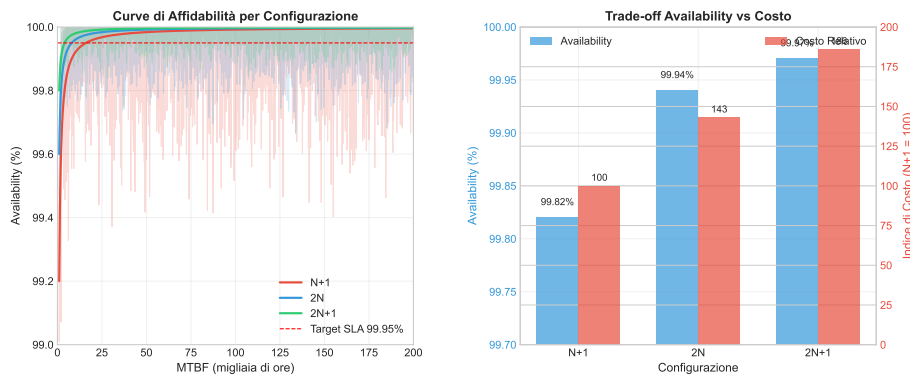 Curve di Affidabilità per Configurazione
100.0
99.8
99.6
99.4
99.2
99.0
Availability (%)
N+1
2N
2N+1
Target SLA 99.95%
0
25
50
75
100
125
150
175
200
MTBF (migliaia di ore)
Trade-off Availability vs Costo
Availability
Costo Relativo
100.00
99.95
99.90
99.85
99.80
99.75
99.70
Availability (%)
99.82%
100
99.94%
143
99.97%
200
175
150
125
100
75
50
25
0
Indice di Costo (N+1 = 100)
N+1
2N
2N+1
Configurazione